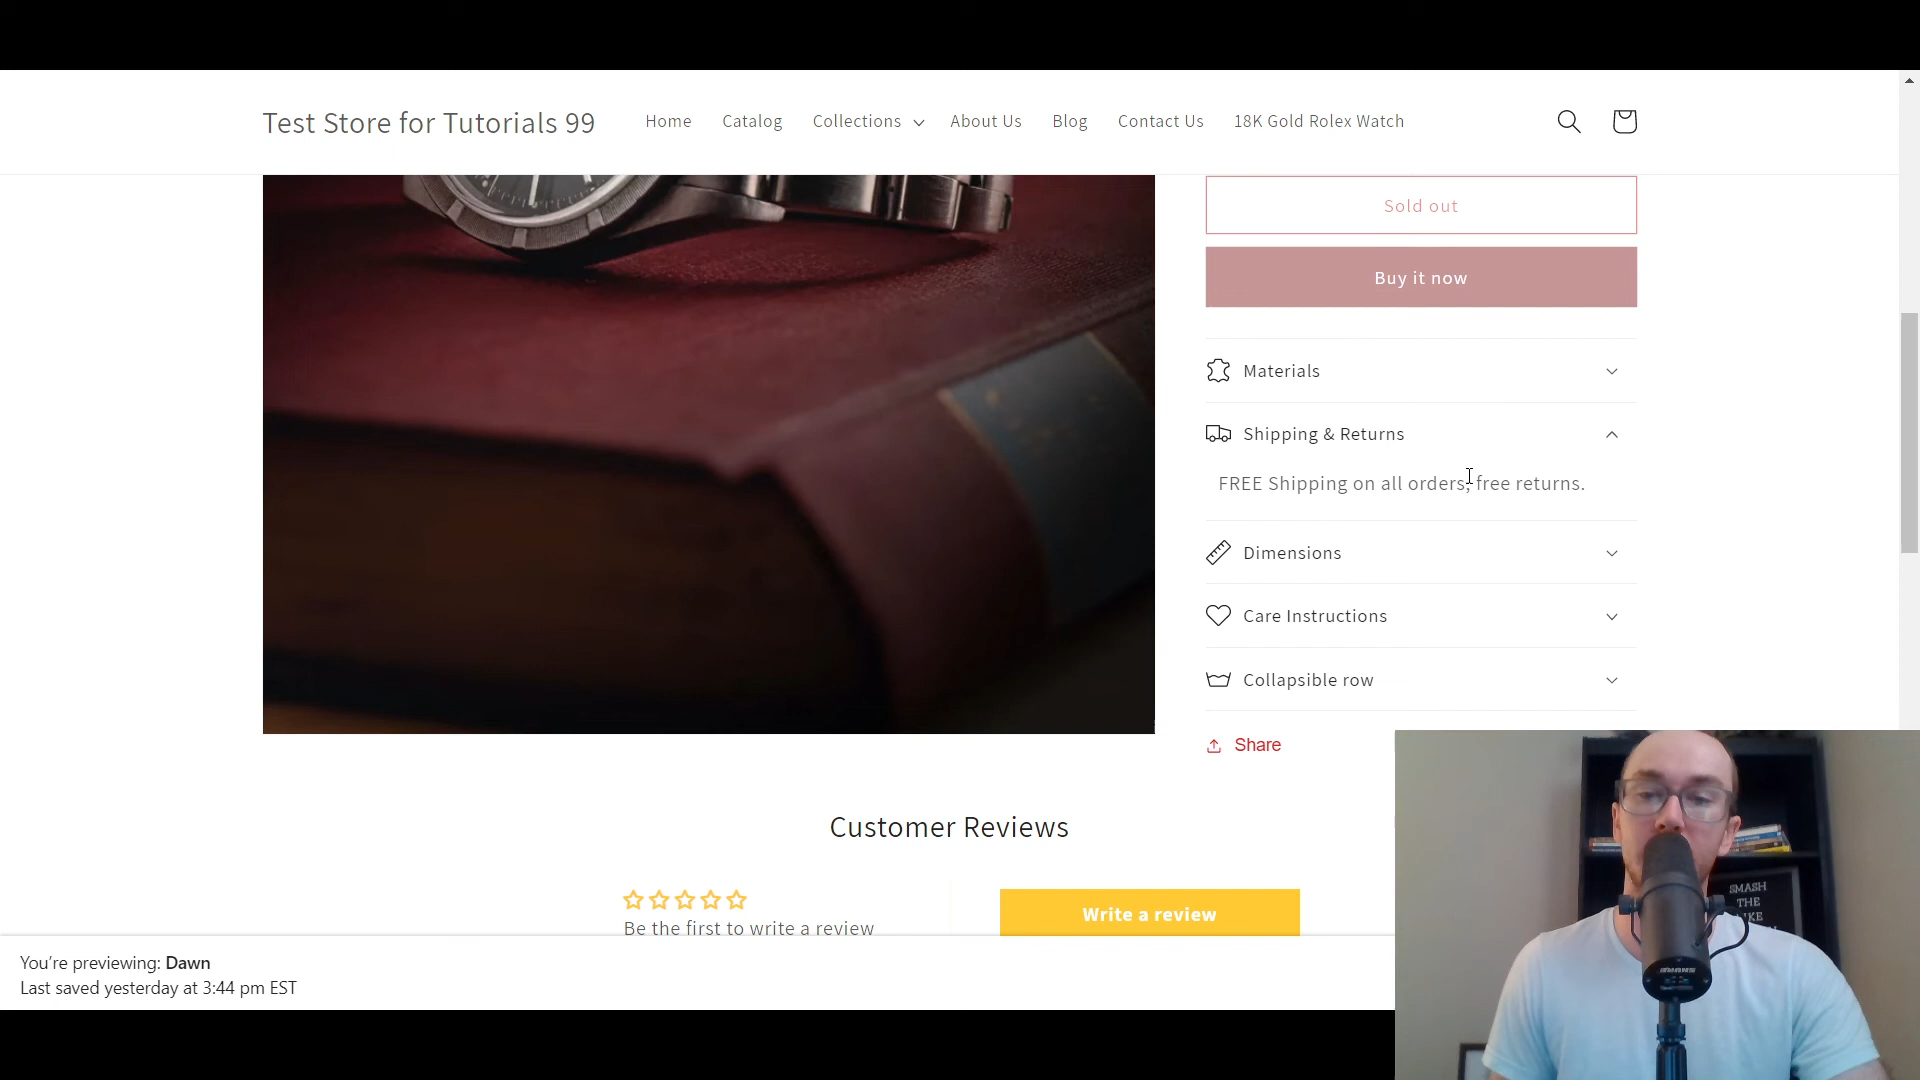 Test Store for Tutorials 99
Home Catalog Collections About Us Blog Contact Us 18K Gold Rolex Watch
Sold out
Buy it now
Materials
Shipping & Returns
FREE Shipping on all orders, free returns.
Dimensions
Care Instructions
Collapsible row
Share
Customer Reviews
Be the first to write a review
Write a review
You're previewing: Dawn
Last saved yesterday at 3:44 pm EST
SMASH
THE
SHURE